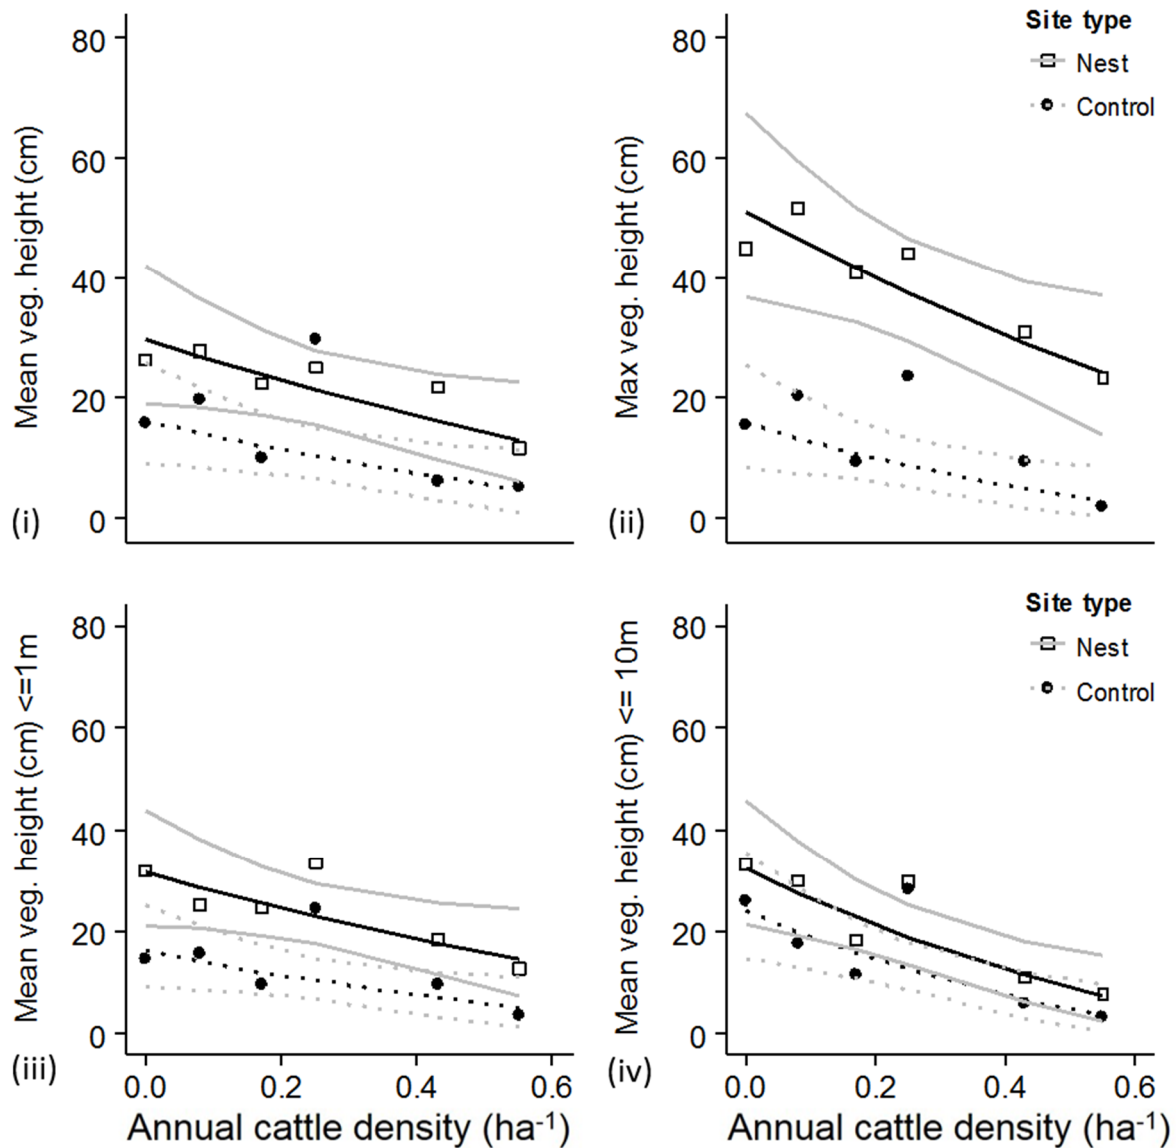 Mean veg. height (cm)
80
60
40
20
0
(i)
Max veg. height (cm)
80
60
40
20
0
(ii)
Site type
Nest
Control
Mean veg. height (cm) <=1m
80
60
40
20
0
(iii)
0.0 0.2 0.4 0.6
Annual cattle density (ha⁻¹)
Mean veg. height (cm) <= 10m
80
60
40
20
0
(iv)
Site type
Nest
Control
0.0 0.2 0.4 0.6
Annual cattle density (ha⁻¹)